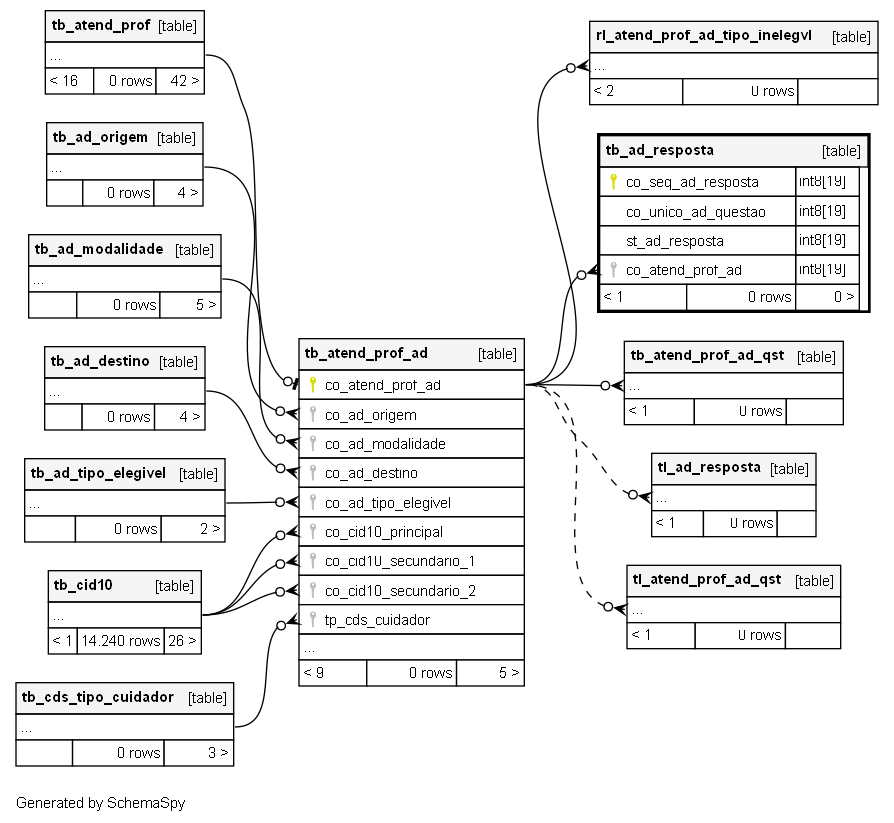 tb_atend_prof [table]
...
< 16 0 rows 42 >
tb_ad_origem [table]
...
0 rows 4 >
tb_ad_modalidade [table]
...
0 rows 5 >
tb_ad_destino [table]
...
0 rows 4 >
tb_ad_tipo_elegivel [table]
...
0 rows 2 >
tb_cid10 [table]
...
< 1 14.240 rows 26 >
tb_cds_tipo_cuidador [table]
...
0 rows 3 >
tb_atend_prof_ad [table]
co_atend_prof_ad
co_ad_origem
co_ad_modalidade
co_ad_destino
co_ad_tipo_elegivel
co_cid10_principal
co_cid10_secundario_1
co_cid10_secundario_2
tp_cds_cuidador
...
< 9 0 rows 5 >
rl_atend_prof_ad_tipo_inelegvl [table]
...
< 2 0 rows
tb_ad_resposta [table]
co_seq_ad_resposta int8[19]
co_unico_ad_questao int8[19]
st_ad_resposta int8[19]
co_atend_prof_ad int8[19]
< 1 0 rows 0 >
tb_atend_prof_ad_qst [table]
...
< 1 0 rows
tl_ad_resposta [table]
...
< 1 0 rows
tl_atend_prof_ad_qst [table]
...
< 1 0 rows
Generated by SchemaSpy